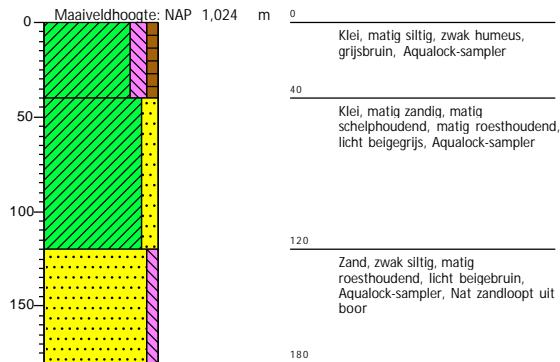 Maaiveldhoogte: NAP 1,024 m
0
50
100
150
0
Klei, matig siltig, zwak humeus,
grijsbruin, Aqualock-sampler
40
Klei, matig zandig, matig
schelphoudend, matig roesthoudend,
licht beigegrijs, Aqualock-sampler
120
Zand, zwak siltig, matig
roesthoudend, licht beigebruin,
Aqualock-sampler, Nat zandloopt uit
boor
180